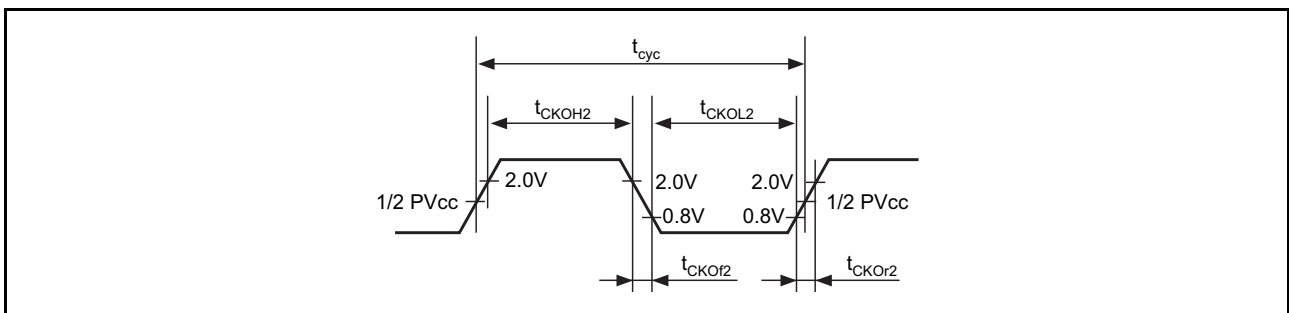 tcyc
tCKOH2 tCKOL2
2.0V 2.0V 2.0V
1/2 PVcc 1/2 PVcc
0.8V 0.8V
tCKOf2 tCKOr2